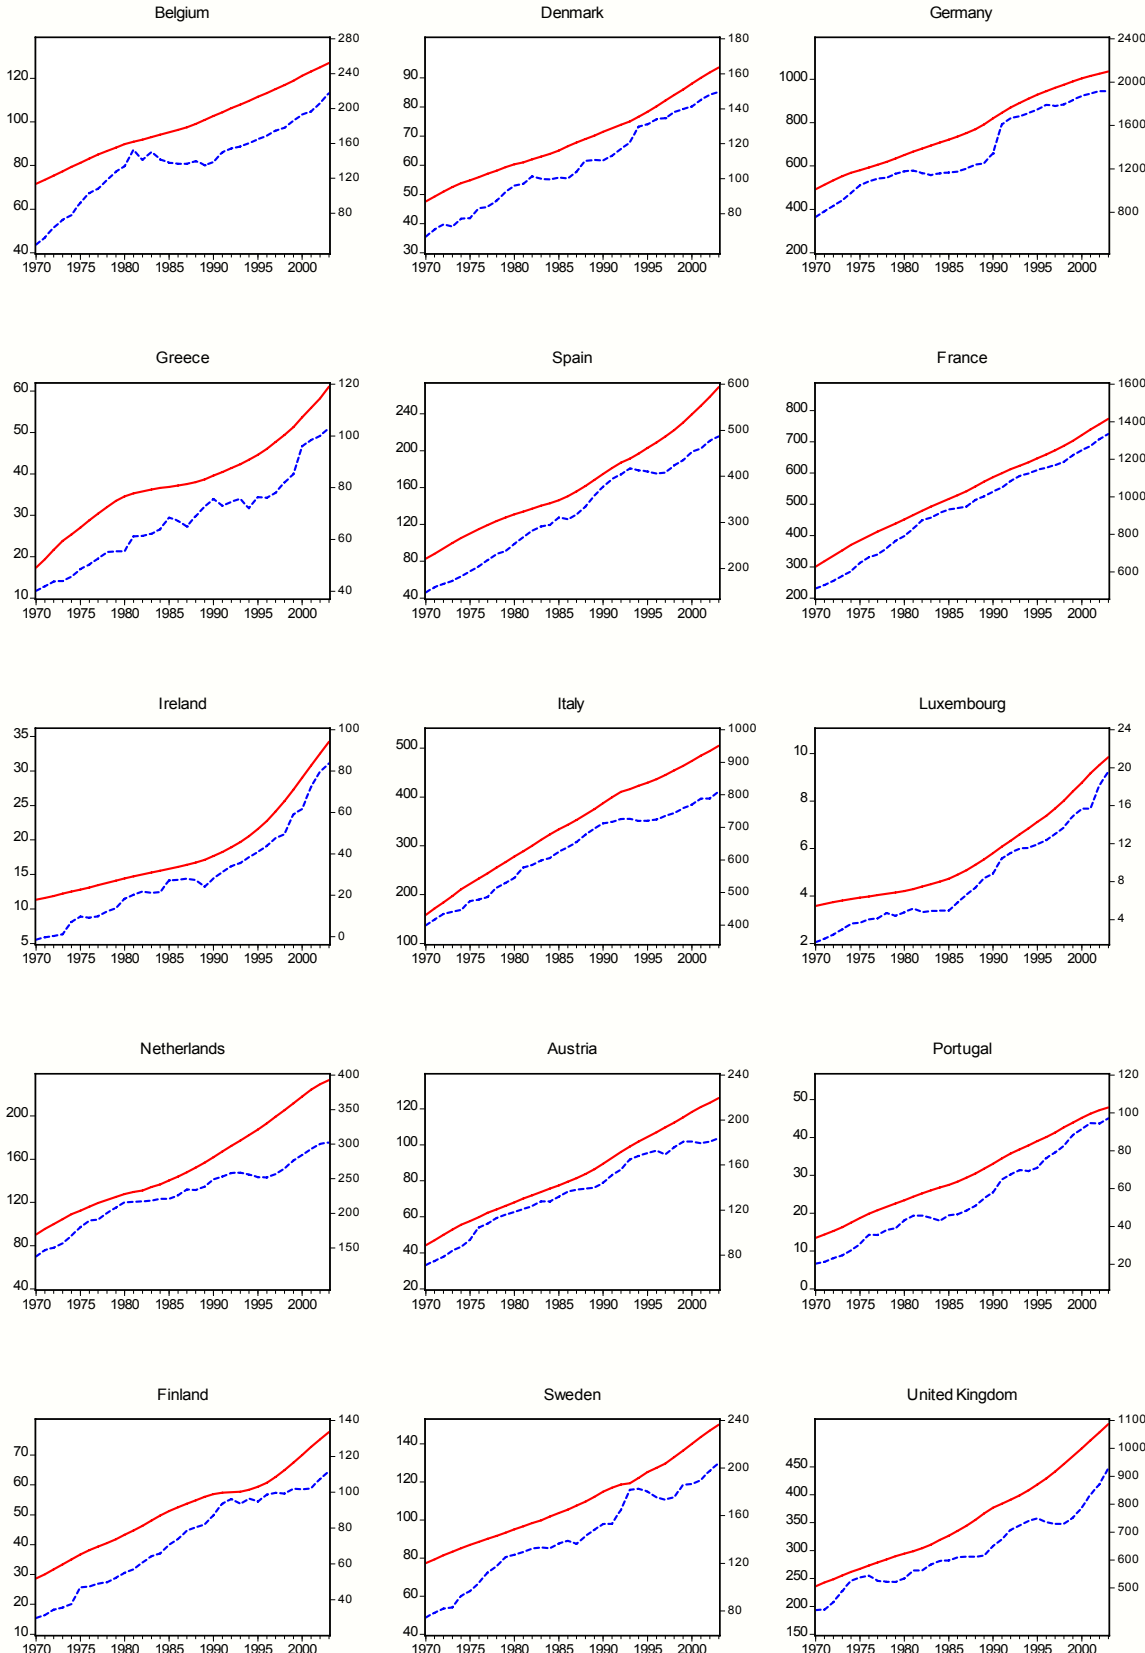 Belgium Denmark Germany
280 180 2400
120 240 90 160 1000 2000
80 140
100 200 70 120 800 1600
160 60
80 120 50 100 600 1200
60 80 40 80 400 800
40 30 200
1970 1975 1980 1985 1990 1995 2000 1970 1975 1980 1985 1990 1995 2000 1970 1975 1980 1985 1990 1995 2000
Greece Spain France
60 120 600 1600
50 100 240 500 800 1400
40 80 200 400 700 1200
30 160 600 1000
20 60 120 300 500 800
10 40 80 200 400 600
40 300
200
1970 1975 1980 1985 1990 1995 2000 1970 1975 1980 1985 1990 1995 2000 1970 1975 1980 1985 1990 1995 2000
Ireland Italy Luxembourg
35 100 500 1000 10 24
30 80 900 20
25 60 400 800 8 16
20 40 300 700 6 12
15 20 600 8
10 0 200 500 4 4
5 100 400 2
1970 1975 1980 1985 1990 1995 2000 1970 1975 1980 1985 1990 1995 2000 1970 1975 1980 1985 1990 1995 2000
Netherlands Austria Portugal
200 400 120 240 50 120
350 100 200 40 100
160 300 80 160 30 80
120 250 60 120 20 60
80 200 40 80 10 40
40 150 20 0 20
1970 1975 1980 1985 1990 1995 2000 1970 1975 1980 1985 1990 1995 2000 1970 1975 1980 1985 1990 1995 2000
Finland Sweden United Kingdom
70 140 140 240 450 1100
60 120 120 200 400 1000
50 100 100 160 350 900
40 80 80 120 300 800
30 60 60 80 250 700
20 40 40 200 600
10 150 500
1970 1975 1980 1985 1990 1995 2000 1970 1975 1980 1985 1990 1995 2000 1970 1975 1980 1985 1990 1995 2000